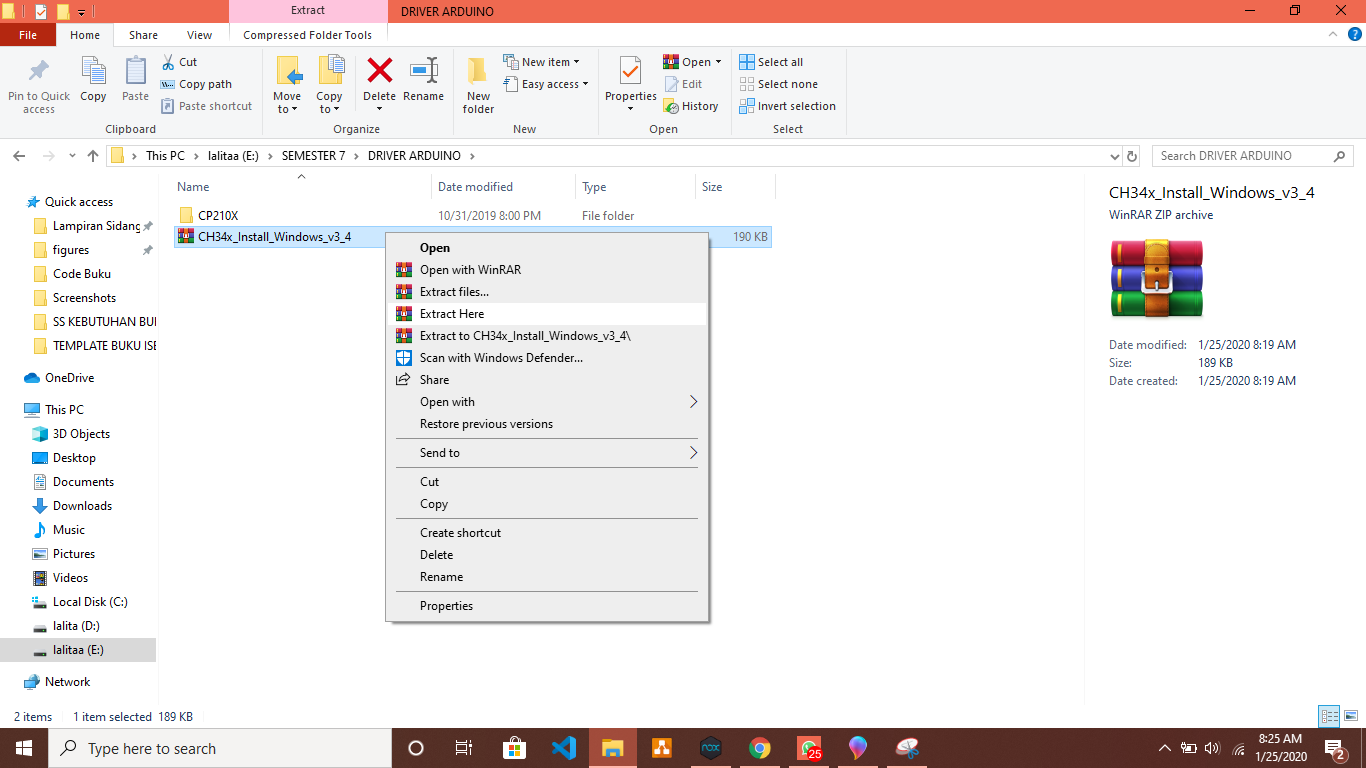 Extract
DRIVER ARDUINO
File
Home
Share
View
Compressed Folder Tools
Pin to Quick access
Copy
Paste
Cut
Copy path
Paste shortcut
Clipboard
Move to
Copy to
Delete
Rename
Organize
New folder
New item
Easy access
New
Properties
Open
Edit
History
Open
Select all
Select none
Invert selection
Select
This PC > lalitaa (E:) > SEMESTER 7 > DRIVER ARDUINO >
Search DRIVER ARDUINO
Quick access
Lampiran Sidang
figures
Code Buku
Screenshots
SS KEBUTUHAN BUI
TEMPLATE BUKU ISB
OneDrive
This PC
3D Objects
Desktop
Documents
Downloads
Music
Pictures
Videos
Local Disk (C:)
lalita (D:)
lalitaa (E:)
Network
Name Date modified Type Size
CP210X 10/31/2019 8:00 PM File folder
CH34x_Install_Windows_v3_4 190 KB
Open
Open with WinRAR
Extract files...
Extract Here
Extract to CH34x_Install_Windows_v3_4\
Scan with Windows Defender...
Share
Open with
Restore previous versions
Send to
Cut
Copy
Create shortcut
Delete
Rename
Properties
CH34x_Install_Windows_v3_4
WinRAR ZIP archive
Date modified: 1/25/2020 8:19 AM
Size: 189 KB
Date created: 1/25/2020 8:19 AM
2 items 1 item selected 189 KB
Type here to search
nox
25
8:25 AM
1/25/2020
2